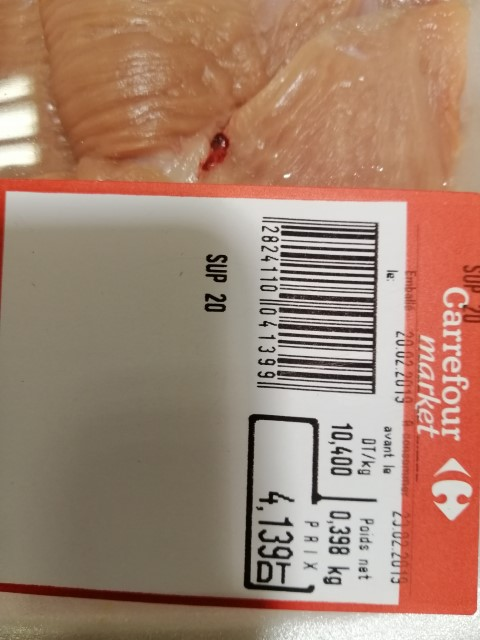 SUP 20
Carrefour
market
Emballé le: 20.02.2019
à consommer avant le 23.02.2019
DT/kg
10,400
Poids net
0,398 kg
PRIX
4,139DT
2824110041399
SUP 20